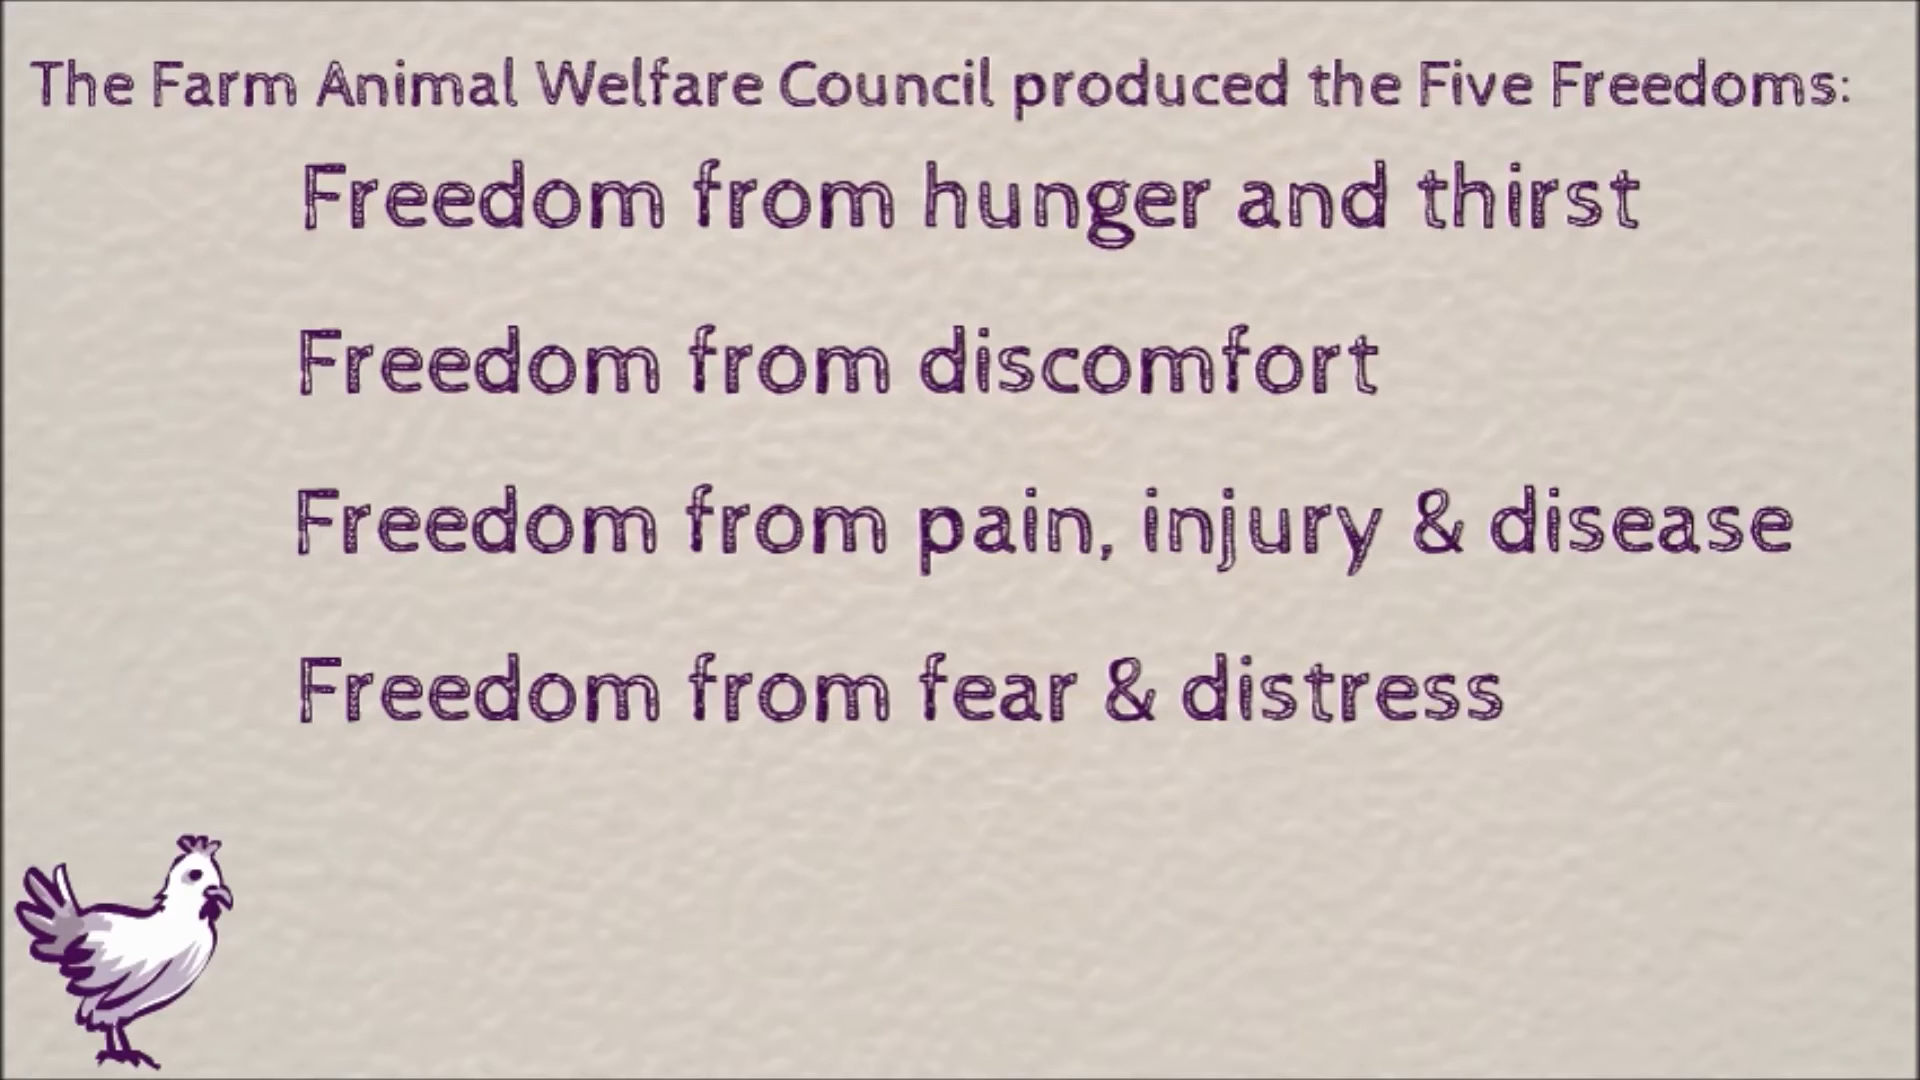 The Farm Animal Welfare Council produced the Five Freedoms:
Freedom from hunger and thirst
Freedom from discomfort
Freedom from pain, injury & disease
Freedom from fear & distress